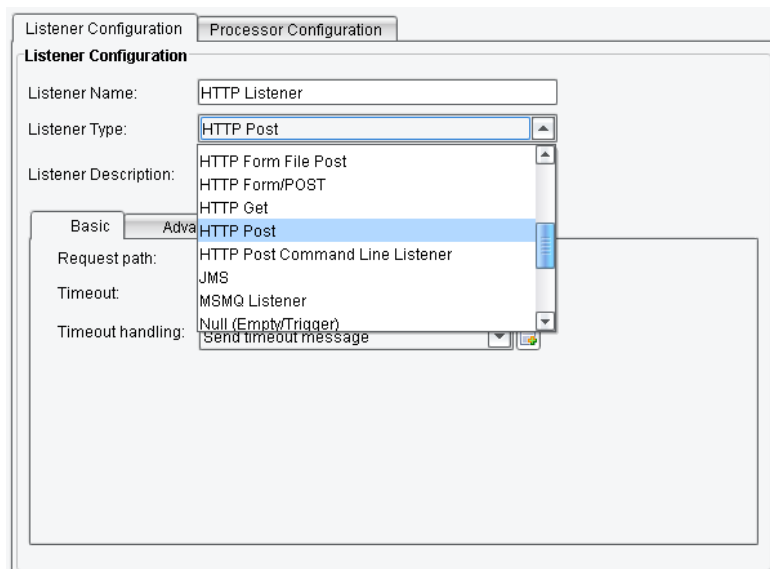 Listener Configuration Processor Configuration
Listener Configuration
Listener Name: HTTP Listener
Listener Type: HTTP Post
HTTP Form File Post
Listener Description:
HTTP Form/POST
HTTP Get
Basic Adva
HTTP Post
Request path:
HTTP Post Command Line Listener
JMS
Timeout:
MSMQ Listener
Null (Empty/Trigger)
Timeout handling: Send timeout message